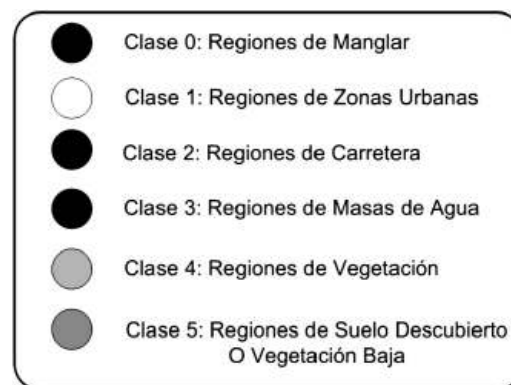 Clase 0: Regiones de Manglar
Clase 1: Regiones de Zonas Urbanas
Clase 2: Regiones de Carretera
Clase 3: Regiones de Masas de Agua
Clase 4: Regiones de Vegetación
Clase 5: Regiones de Suelo Descubierto
O Vegetación Baja